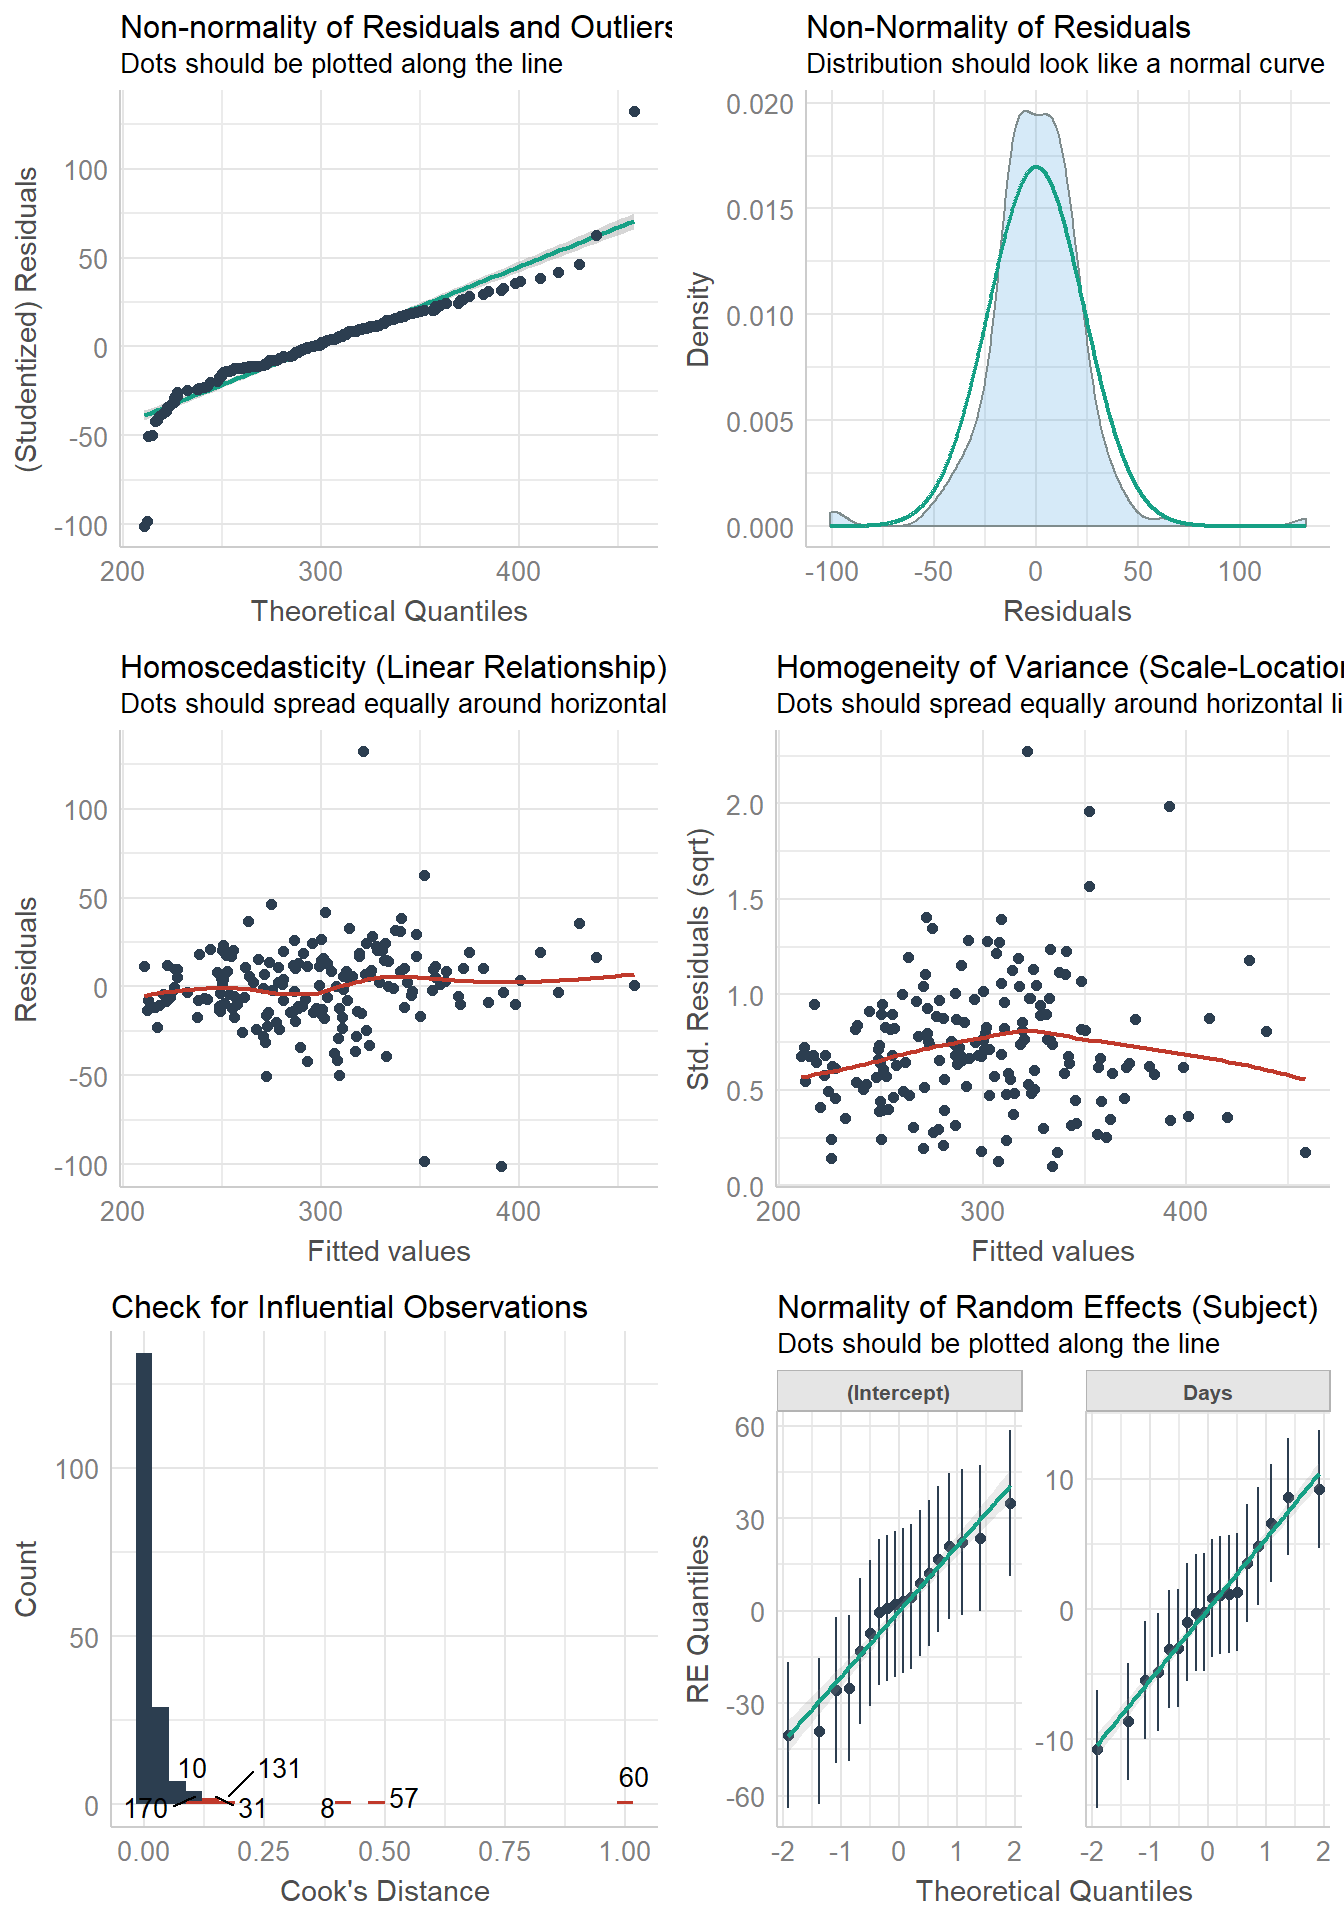 Non-normality of Residuals and Outliers
Dots should be plotted along the line
(Studentized) Residuals
100
50
0
-50
-100
200 300 400
Theoretical Quantiles
Non-Normality of Residuals
Distribution should look like a normal curve
Density
0.020
0.015
0.010
0.005
0.000
-100 -50 0 50 100
Residuals
Homoscedasticity (Linear Relationship)
Dots should spread equally around horizontal
Residuals
100
50
0
-50
-100
200 300 400
Fitted values
Homogeneity of Variance (Scale-Location
Dots should spread equally around horizontal li
Std. Residuals (sqrt)
2.0
1.5
1.0
0.5
0.0
200 300 400
Fitted values
Check for Influential Observations
Count
100
50
0
10
131
170
31
8
57
60
0.00 0.25 0.50 0.75 1.00
Cook's Distance
Normality of Random Effects (Subject)
Dots should be plotted along the line
(Intercept)
Days
RE Quantiles
60
30
0
-30
-60
10
0
-10
-2 -1 0 1 2
-2 -1 0 1 2
Theoretical Quantiles